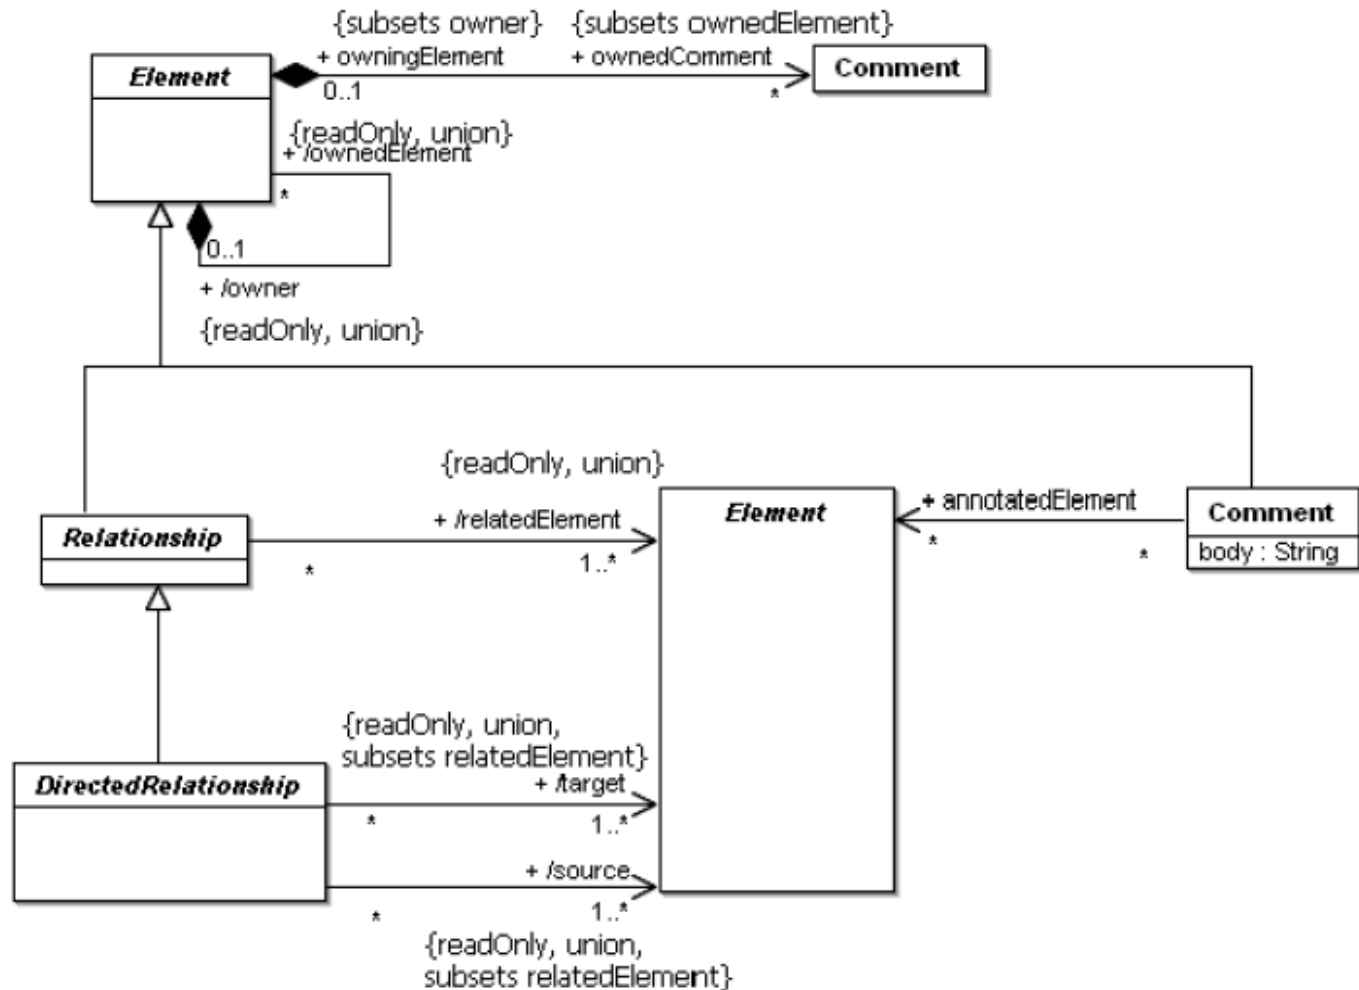 {subsets owner} {subsets ownedElement}
+ owningElement + ownedComment
Element
Comment
0..1 *
{readOnly, union}
+ /ownedElement
*
0..1
+ /owner
{readOnly, union}
{readOnly, union}
Relationship
+ /relatedElement
* 1..*
Element
+ annotatedElement
* *
Comment
body : String
{readOnly, union,
subsets relatedElement}
DirectedRelationship
+ /target
* 1..*
+ /source
* 1..*
{readOnly, union,
subsets relatedElement}